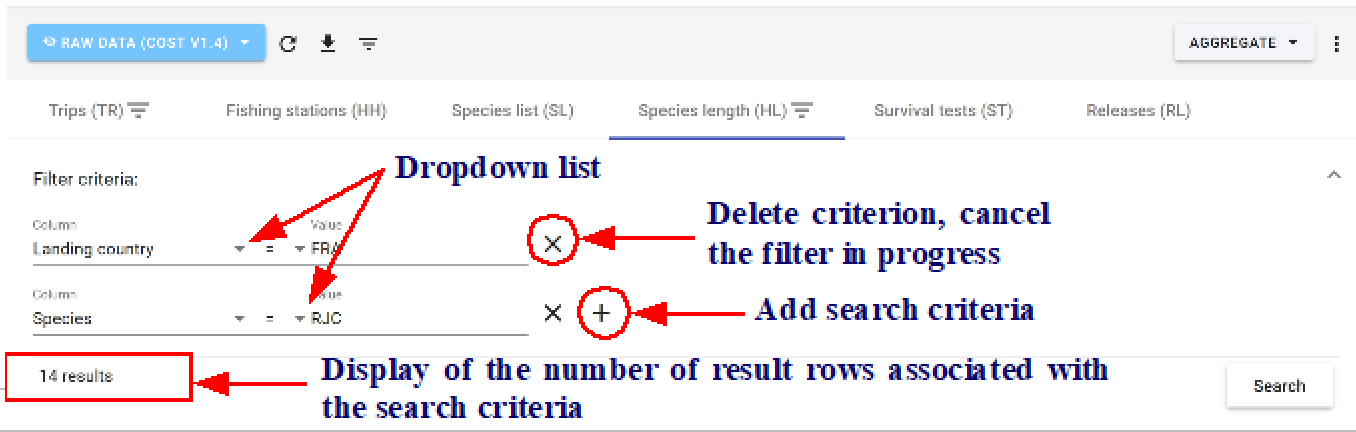 RAW DATA (COST V1.4)
AGGREGATE
Trips (TR)
Fishing stations (HH)
Species list (SL)
Species length (HL)
Survival tests (ST)
Releases (RL)
Dropdown list
Filter criteria:
Column
Value
Landing country
=
FRA
Delete criterion, cancel
the filter in progress
Column
Value
Species
=
RJC
Add search criteria
14 results
Display of the number of result rows associated with
the search criteria
Search